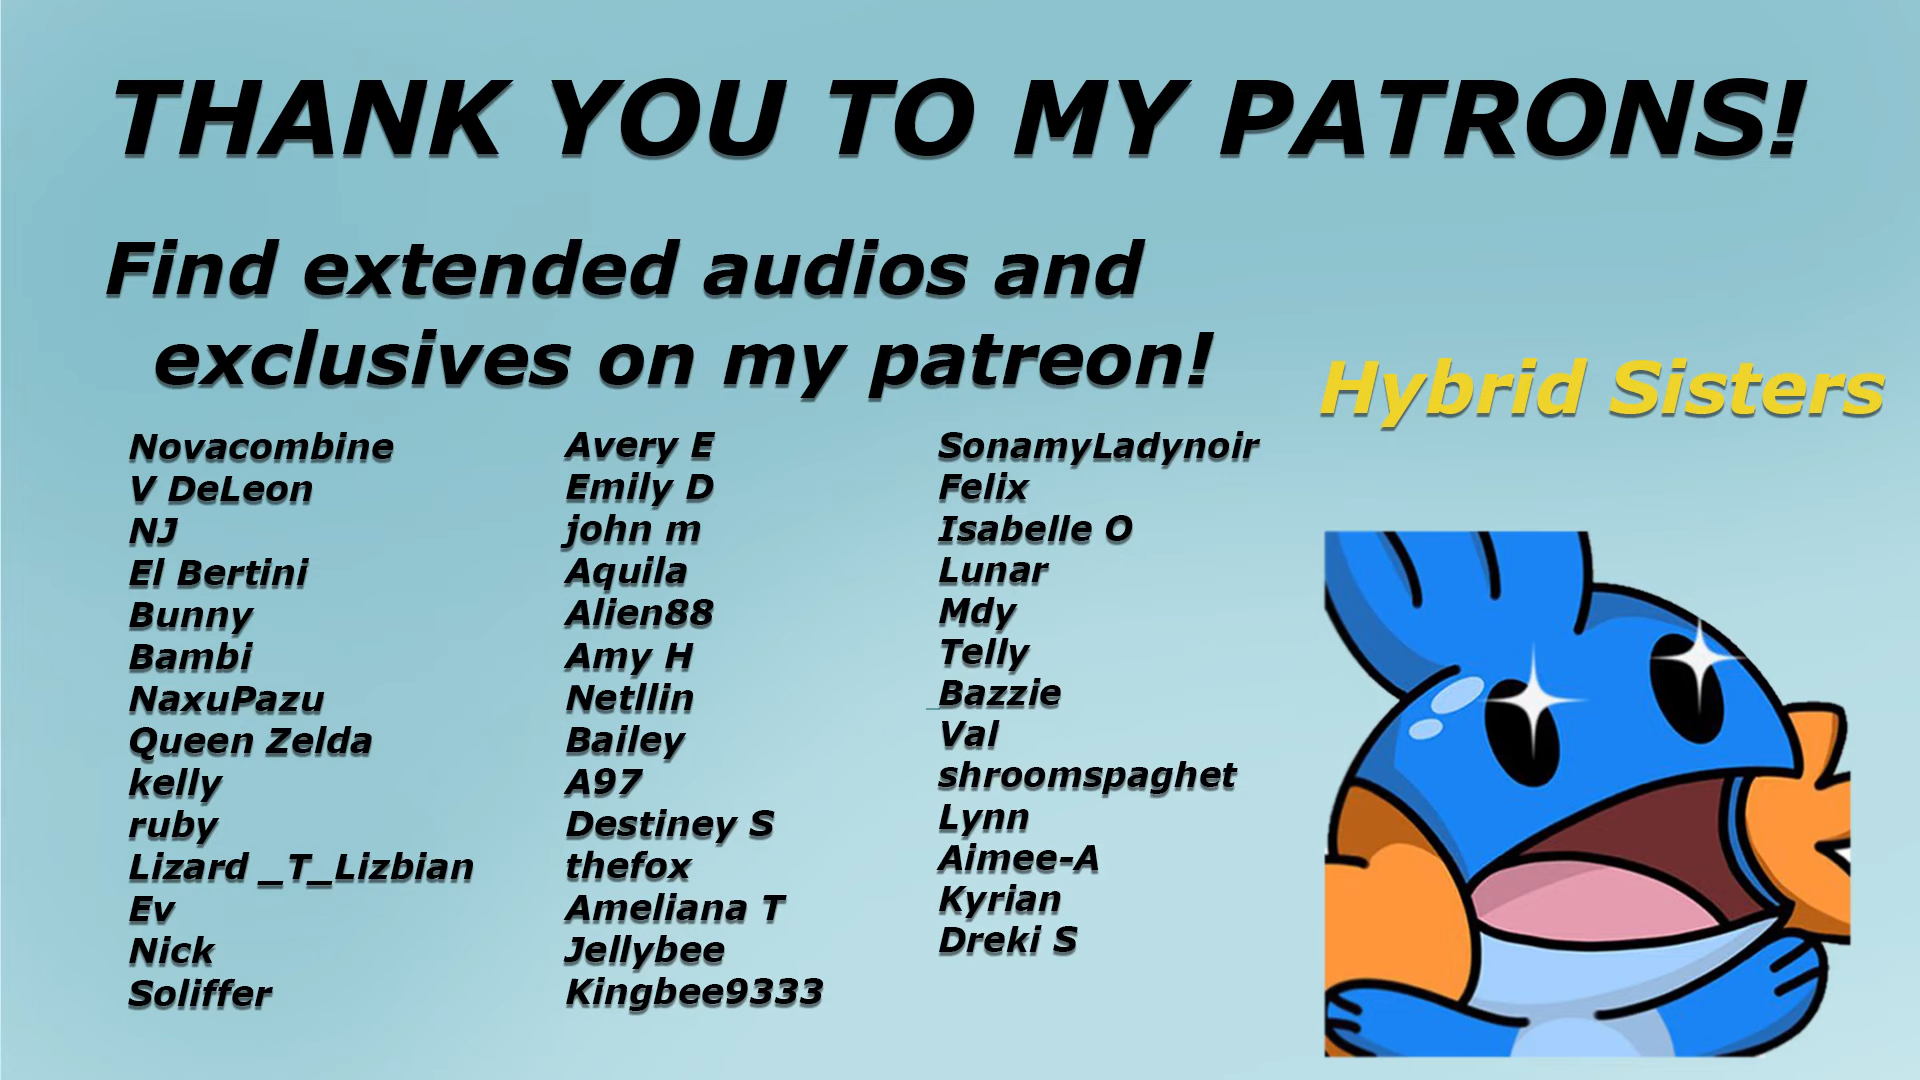 THANK YOU TO MY PATRONS!
Find extended audios and
exclusives on my patreon!
Hybrid Sisters
Novacombine
V DeLeon
NJ
El Bertini
Bunny
Bambi
NaxuPazu
Queen Zelda
kelly
ruby
Lizard _T_Lizbian
Ev
Nick
Soliffer
Avery E
Emily D
john m
Aquila
Alien88
Amy H
Netllin
Bailey
A97
Destiney S
thefox
Ameliana T
Jellybee
Kingbee9333
SonamyLadynoir
Felix
Isabelle O
Lunar
Mdy
Telly
_Bazzie
Val
shroomspaghet
Lynn
Aimee-A
Kyrian
Dreki S